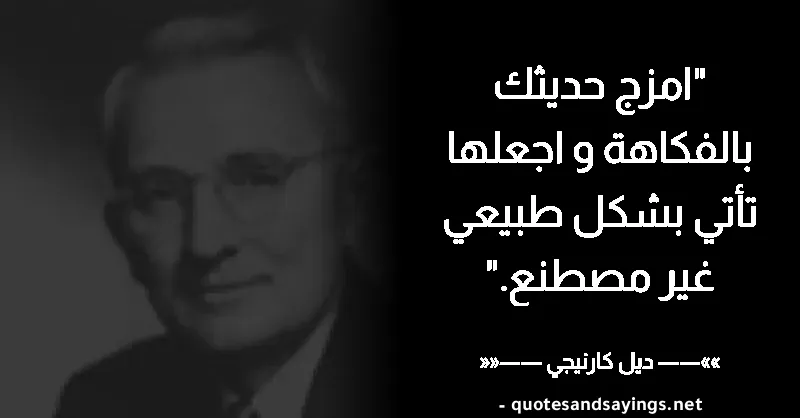 "امزج حديثك
بالفكاهة و اجعلها
تأتي بشكل طبيعي
غير مصطنع."
»»—— ديل كارنيجي ——««
- quotesandsayings.net